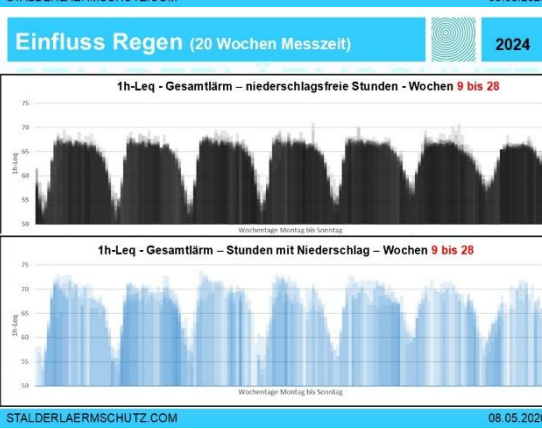 STALDERLAERMSCHUTZ.COM
Einfluss Regen (20 Wochen Messzeit)
2024
1h-Leq - Gesamtlärm – niederschlagsfreie Stunden - Wochen 9 bis 28
75
70
65
60
55
50
1h-Leq
Wochentage Montag bis Sonntag
1h-Leq - Gesamtlärm – Stunden mit Niederschlag – Wochen 9 bis 28
75
70
65
60
55
50
1h-Leq
Wochentage Montag bis Sonntag
STALDERLAERMSCHUTZ.COM
08.05.2026